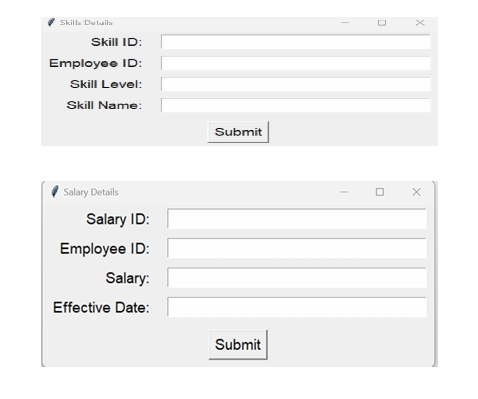 Skills Details
Skill ID:
Employee ID:
Skill Level:
Skill Name:
Submit
Salary Details
Salary ID:
Employee ID:
Salary:
Effective Date:
Submit